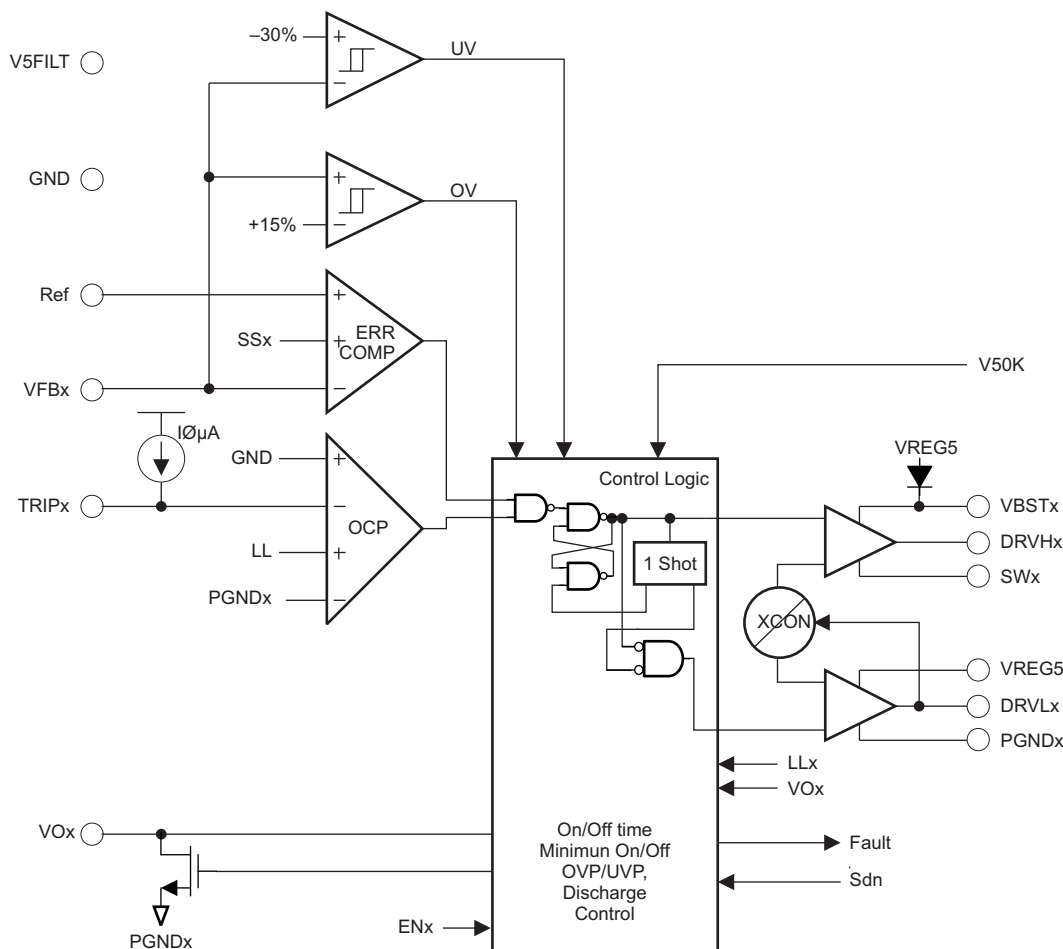 –30%
+
UV
V5FILT
–
GND
+
OV
+15%
–
Ref
+
SSx
+
ERR
COMP
VFBx
–
V50K
IØµA
GND
+
TRIPx
–
OCP
LL
+
PGNDx
–
Control Logic
1 Shot
VREG5
VBSTx
DRVHx
SWx
XCON
VREG5
DRVLx
PGNDx
LLx
VOx
VOx
On/Off time
Minimun On/Off
OVP/UVP,
Discharge
Control
Fault
Sdn
ENx
PGNDx